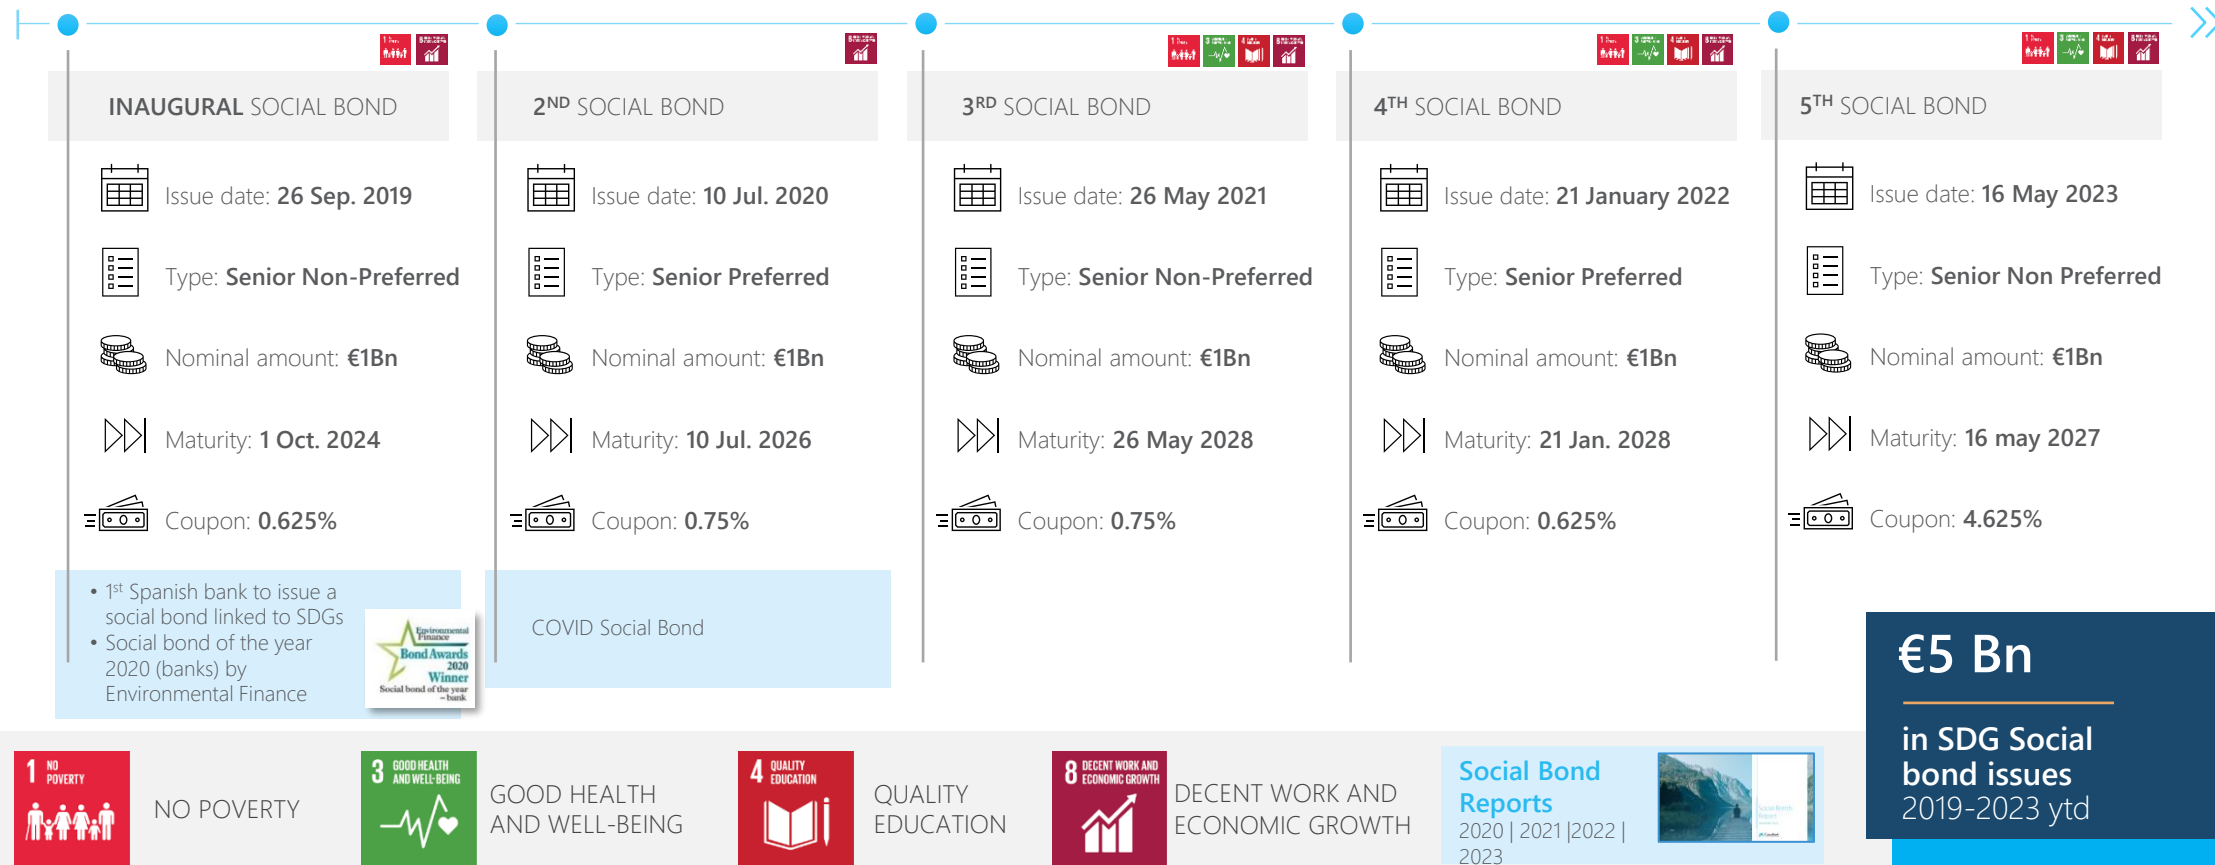 INAUGURAL SOCIAL BOND
Issue date: 26 Sep. 2019
Type: Senior Non-Preferred
Nominal amount: €1Bn
Maturity: 1 Oct. 2024
Coupon: 0.625%
• 1st Spanish bank to issue a
social bond linked to SDGs
• Social bond of the year
2020 (banks) by
Environmental Finance
Environmental
Finance
Bond Awards
2020
Winner
Social bond of the year
– bank
2ND SOCIAL BOND
Issue date: 10 Jul. 2020
Type: Senior Preferred
Nominal amount: €1Bn
Maturity: 10 Jul. 2026
Coupon: 0.75%
COVID Social Bond
3RD SOCIAL BOND
Issue date: 26 May 2021
Type: Senior Non-Preferred
Nominal amount: €1Bn
Maturity: 26 May 2028
Coupon: 0.75%
4TH SOCIAL BOND
Issue date: 21 January 2022
Type: Senior Preferred
Nominal amount: €1Bn
Maturity: 21 Jan. 2028
Coupon: 0.625%
5TH SOCIAL BOND
Issue date: 16 May 2023
Type: Senior Non Preferred
Nominal amount: €1Bn
Maturity: 16 may 2027
Coupon: 4.625%
€5 Bn
in SDG Social
bond issues
2019-2023 ytd
1 NO
POVERTY
NO POVERTY
3 GOOD HEALTH
AND WELL-BEING
GOOD HEALTH
AND WELL-BEING
4 QUALITY
EDUCATION
QUALITY
EDUCATION
8 DECENT WORK AND
ECONOMIC GROWTH
DECENT WORK AND
ECONOMIC GROWTH
Social Bond
Reports
2020 | 2021 |2022 |
2023
Social Bonds
Report